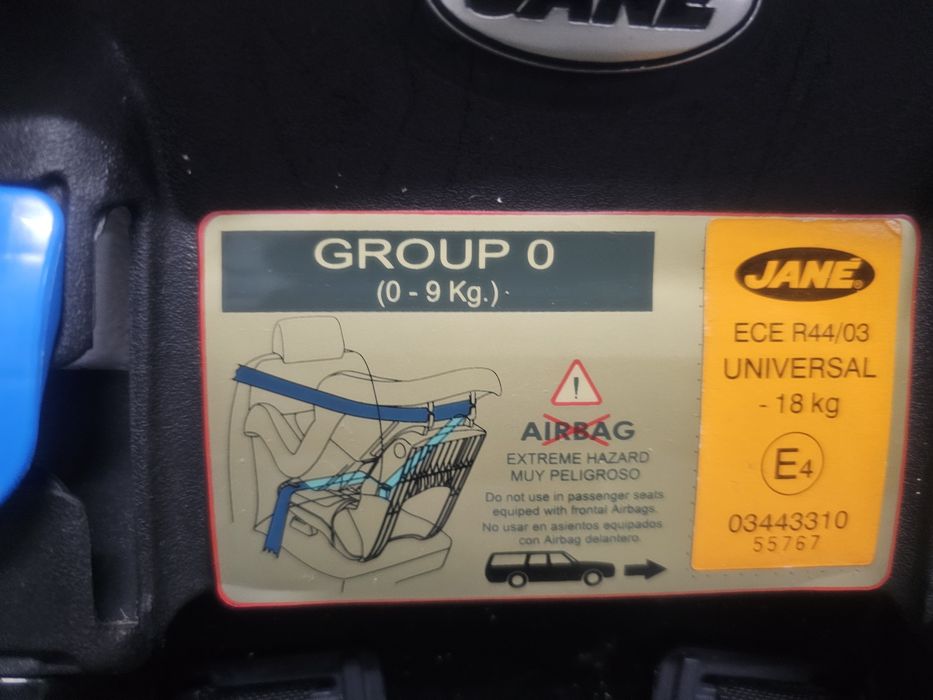 JANÉ
GROUP 0
(0 - 9 Kg.)
AIRBAG
EXTREME HAZARD
MUY PELIGROSO
Do not use in passenger seats
equiped with frontal Airbags.
No usar en asientos equipados
con Airbag delantero.
JANÉ®
ECE R44/03
UNIVERSAL
- 18 kg
E4
03443310
55767